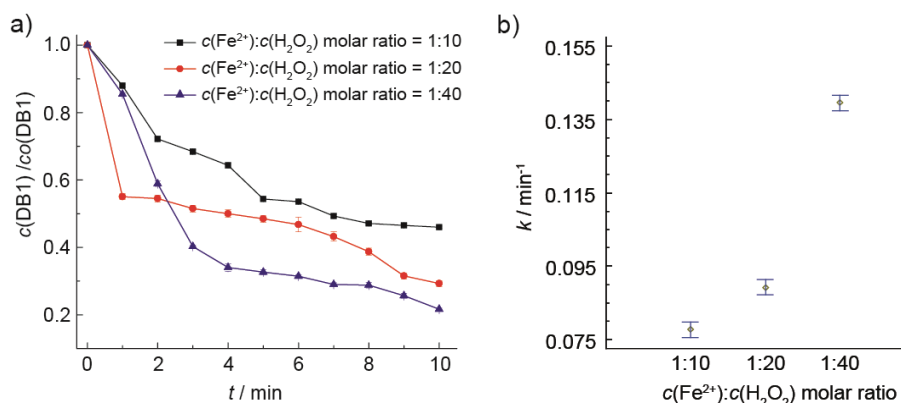 a)
c(Fe²⁺):c(H₂O₂) molar ratio = 1:10
c(Fe²⁺):c(H₂O₂) molar ratio = 1:20
c(Fe²⁺):c(H₂O₂) molar ratio = 1:40
1.0
0.8
0.6
0.4
0.2
c(DB1) /co(DB1)
0 2 4 6 8 10
t / min
b)
0.155
0.135
0.115
0.095
0.075
k / min⁻¹
1:10 1:20 1:40
c(Fe²⁺):c(H₂O₂) molar ratio